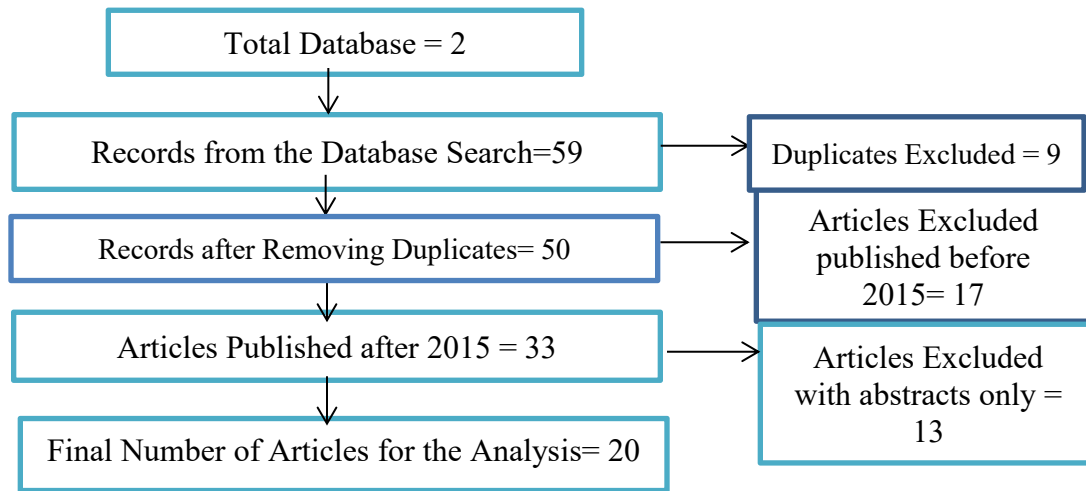 Total Database = 2
Records from the Database Search=59
Duplicates Excluded = 9
Records after Removing Duplicates= 50
Articles Excluded
published before
2015= 17
Articles Published after 2015 = 33
Articles Excluded
with abstracts only =
13
Final Number of Articles for the Analysis= 20